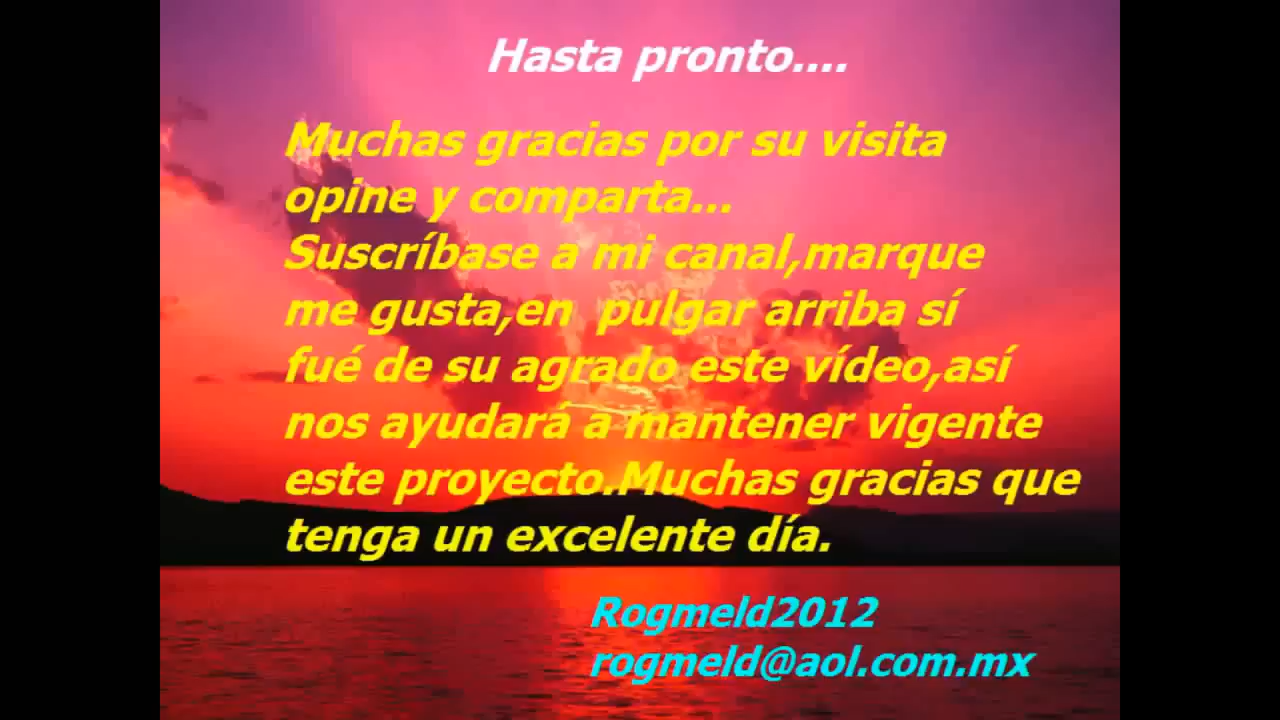 Hasta pronto....
Muchas gracias por su visita
opine y comparta...
Suscríbase a mi canal,marque
me gusta,en  pulgar arriba sí
fué de su agrado este vídeo,así
nos ayudará a mantener vigente
este proyecto.Muchas gracias que
tenga un excelente día.
Rogmeld2012
rogmeld@aol.com.mx